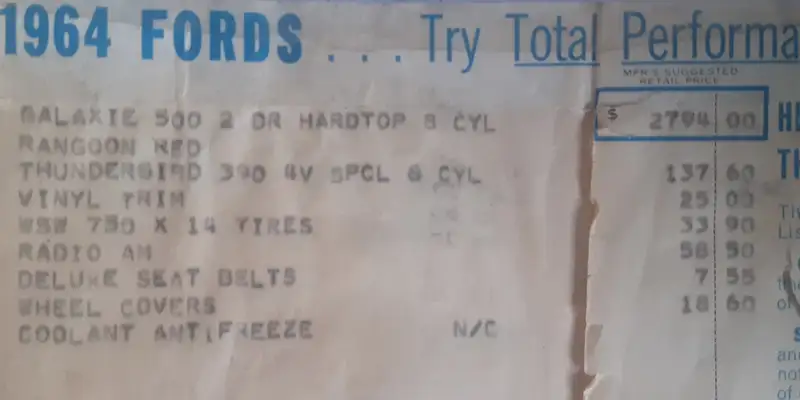 1964 FORDS . . . Try Total Performa
MFR'S SUGGESTED
RETAIL PRICE
GALAXIE 500 2 DR HARDTOP 8 CYL $ 2794 00
RANGOON RED
THUNDERBIRD 390 4V SPCL 8 CYL 137 60
VINYL TRIM 25 00
WSW 750 X 14 TIRES 33 90
RADIO AM 58 50
DELUXE SEAT BELTS 7 55
WHEEL COVERS 18 60
COOLANT ANTIFREEZE N/C